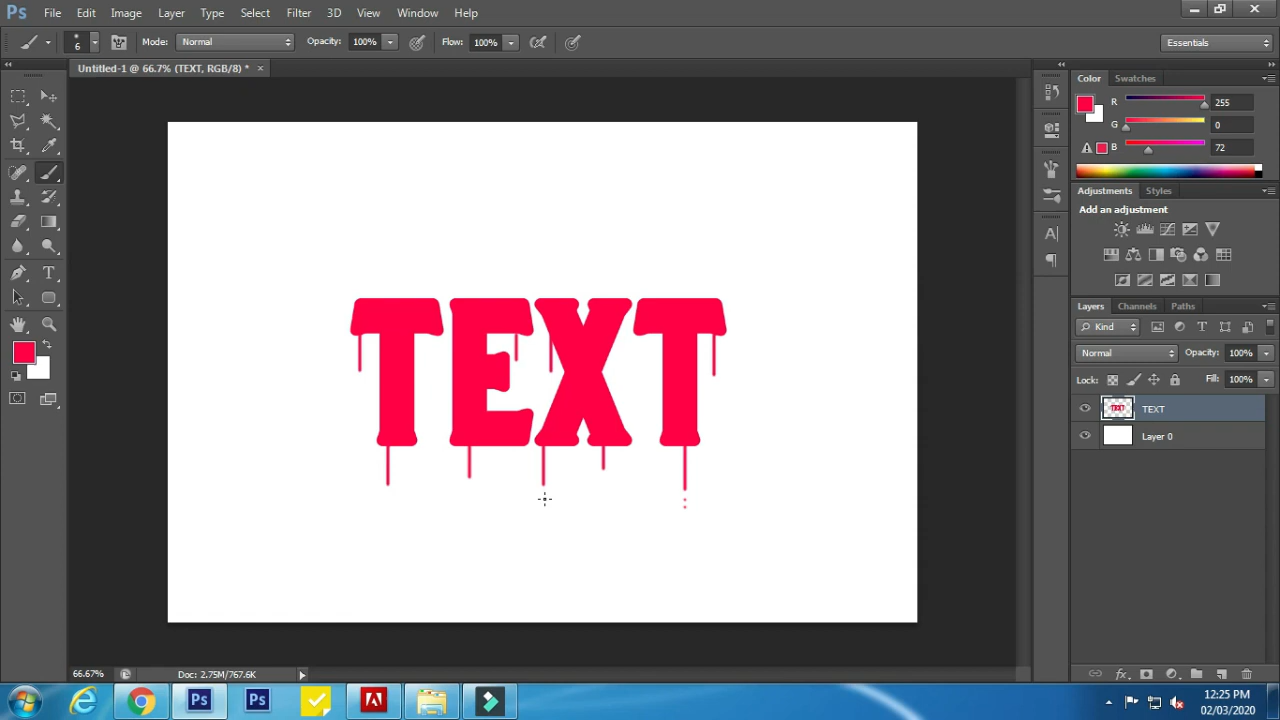 Ps File Edit Image Layer Type Select Filter 3D View Window Help
6 Mode: Normal Opacity: 100% Flow: 100% Essentials
Untitled-1 @ 66.7% (TEXT, RGB/8) * ×
Color Swatches
R 255
G 0
B 72
Adjustments Styles
Add an adjustment
Layers Channels Paths
Kind
Normal Opacity: 100%
Lock: Fill: 100%
TEXT
Layer 0
TEXT
66.67% Doc: 2.75M/767.6K
Ps Ps
12:25 PM
02/03/2020